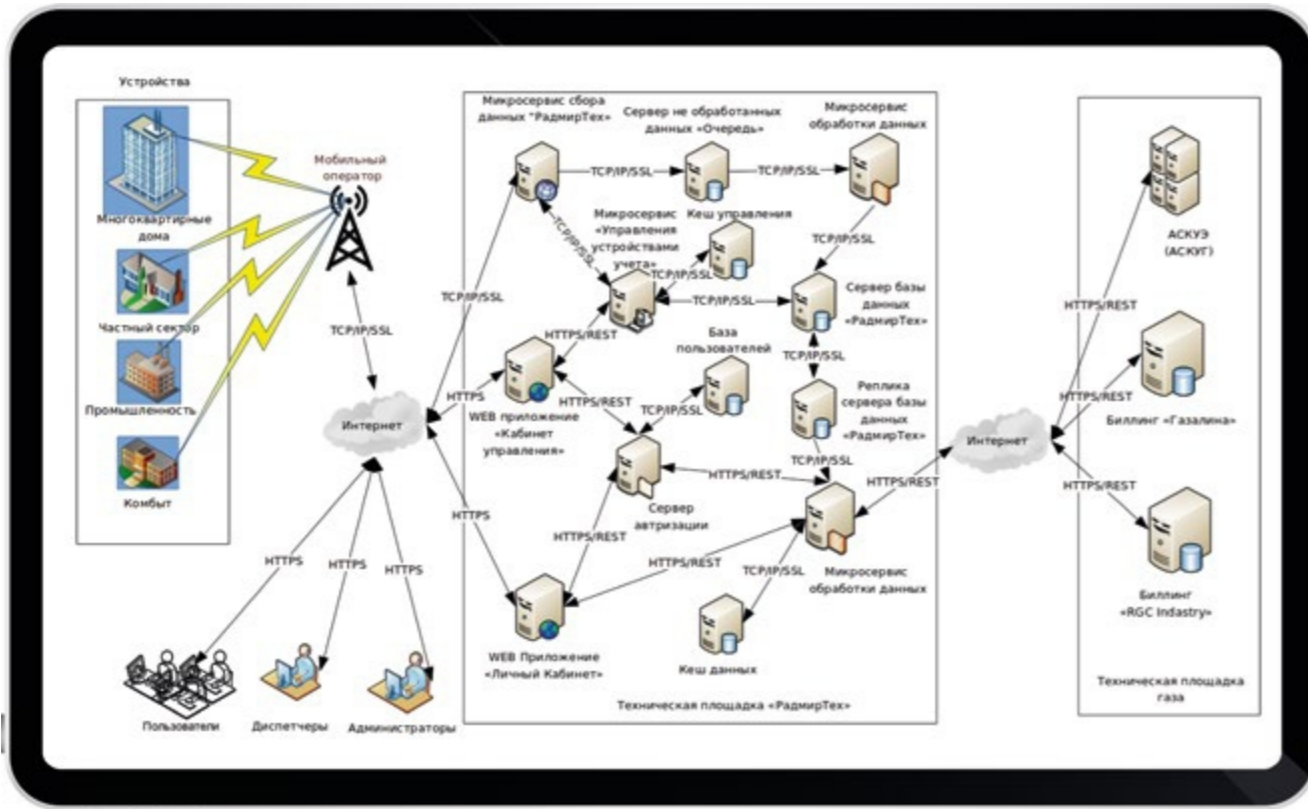 Устройства
Многоквартирные
дома
Частный сектор
Промышленность
Комбыт
Мобильный
оператор
TCP/IP/SSL
Интернет
HTTPS
HTTPS
HTTPS
Пользователи
Диспетчеры
Администраторы
TCP/IP/SSL
HTTPS
HTTPS
Микросервис сбора
данных "РадмирТех"
Сервер не обработанных
данных «Очередь»
Микросервис
обработки данных
TCP/IP/SSL
TCP/IP/SSL
TCP/IP/SSL
Микросервис
«Управления
устройствами
учета»
Кеш управления
TCP/IP/SSL
TCP/IP/SSL
TCP/IP/SSL
Сервер базы
данных
«РадмирТех»
HTTPS/REST
База
пользователей
TCP/IP/SSL
WEB приложение
«Кабинет
управления»
HTTPS/REST
TCP/IP/SSL
Реплика
сервера базы
данных
«РадмирТех»
TCP/IP/SSL
HTTPS/REST
Сервер
автризации
HTTPS/REST
HTTPS/REST
TCP/IP/SSL
Микросервис
обработки данных
WEB Приложение
«Личный Кабинет»
Кеш данных
Техническая площадка «РадмирТех»
HTTPS/REST
Интернет
HTTPS/REST
HTTPS/REST
HTTPS/REST
АСКУЭ
(АСКУГ)
Биллинг «Газалина»
Биллинг
«RGC Indastry»
Техническая площадка
газа